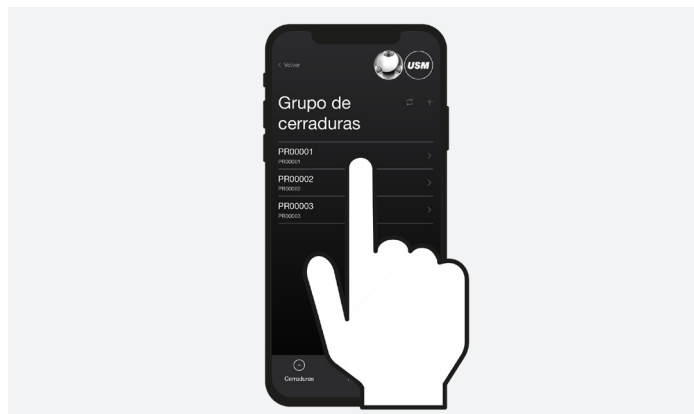 Volver
USM
Grupo de
cerraduras
PR00001
PR00001
PR00002
PR00002
PR00003
PR00003
Cerraduras